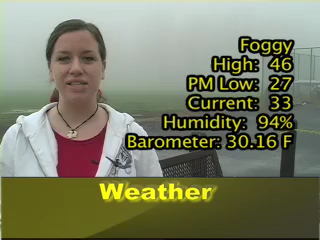 Foggy
High: 46
PM Low: 27
Current: 33
Humidity: 94%
Barometer: 30.16 F
Weather